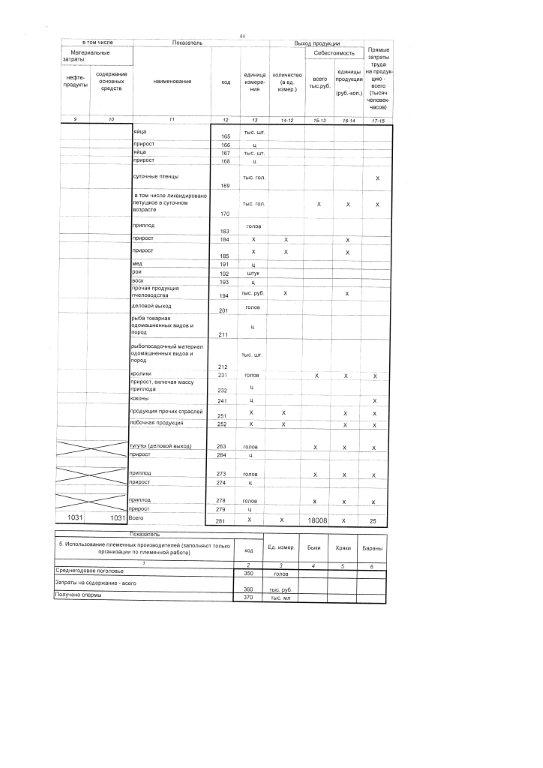 44
в том числе Показатель Выход продукции Прямые затраты труда на продукцию - всего (тысяч человеко-часов)
Материальные затраты Себестоимость
нефте-продукты содержание основных средств наименование код единица измерения количество (в ед. измер.) всего тыс.руб. единицы продукции (руб.-коп.)
9 10 11 12 13 14-12 15-13 16-14 17-15
яйца 165 тыс. шт.
прирост 166 ц
яйца 167 тыс. шт.
прирост 168 ц
суточные птенцы 169 тыс. гол. X
в том числе ликвидировано петушков в суточном возрасте 170 тыс. гол. X X X
приплод 183 голов
прирост 184 X X X
прирост 185 X X X
мед 191 ц
рои 192 штук
воск 193 ц
прочая продукция пчеловодства 194 тыс. руб. X X
деловой выход 201 голов
рыба товарная одомашненных видов и пород 211 ц
рыбопосадочный материал одомашненных видов и пород 212 тыс. шт.
кролики 231 голов X X X
прирост, включая массу приплода 232 ц
коконы 241 ц X
продукция прочих отраслей 251 X X X X
побочная продукция 252 X X X X
тугуты (деловой выход) 263 голов X X X
прирост 264 ц
приплод 273 голов X X X
прирост 274 ц
приплод 278 голов X X X
прирост 279 ц
1031 1031 Всего 281 X X 18008 X 25
Показатель
6. Использование племенных производителей (заполняют только организации по племенной работе) код Ед. измер. Быки Хряки Бараны
1 2 3 4 5 6
Среднегодовое поголовье 350 голов
Затраты на содержание - всего 360 тыс. руб
Получено спермы 370 тыс. мл